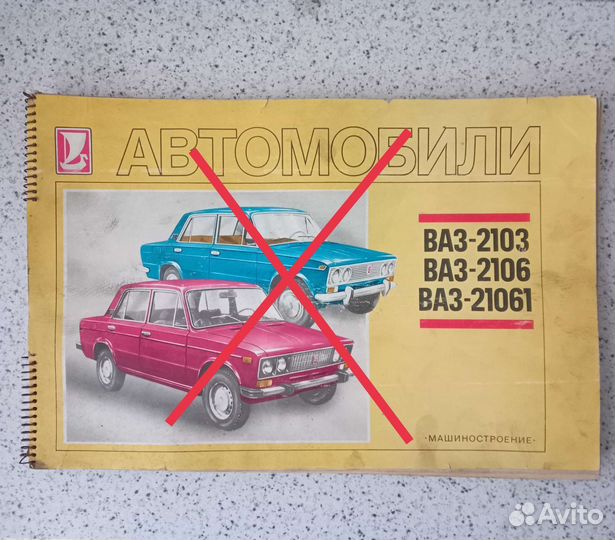 АВТОМОБИЛИ
ВАЗ-2103
ВАЗ-2106
ВАЗ-21061
·МАШИНОСТРОЕНИЕ·
Avito